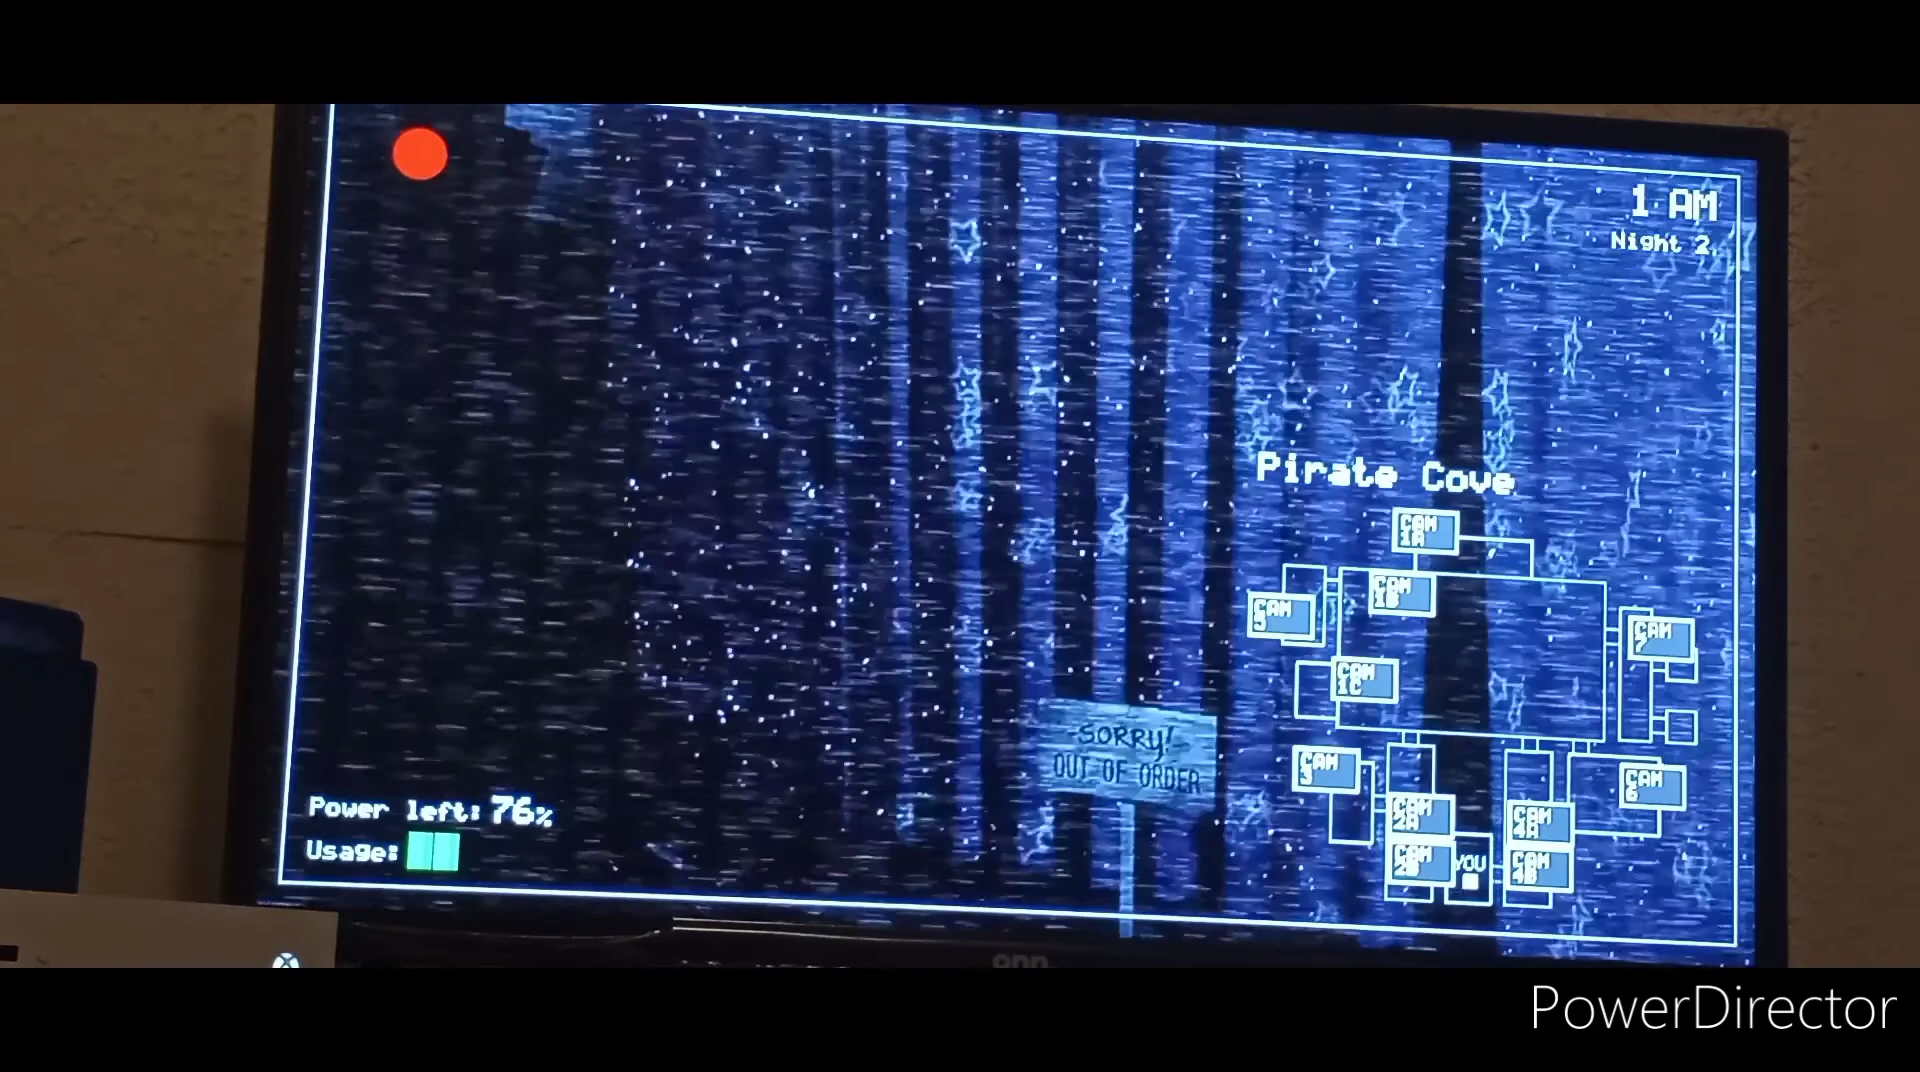 1 AM
Night 2
Pirate Cove
CAM
1A
CAM
1B
CAM
5
CAM
7
CAM
1C
SORRY!
OUT OF ORDER
CAM
3
CAM
6
CAM
2A
CAM
4A
CAM
2B
YOU
CAM
4B
Power left: 76%
Usage:
onn.
PowerDirector